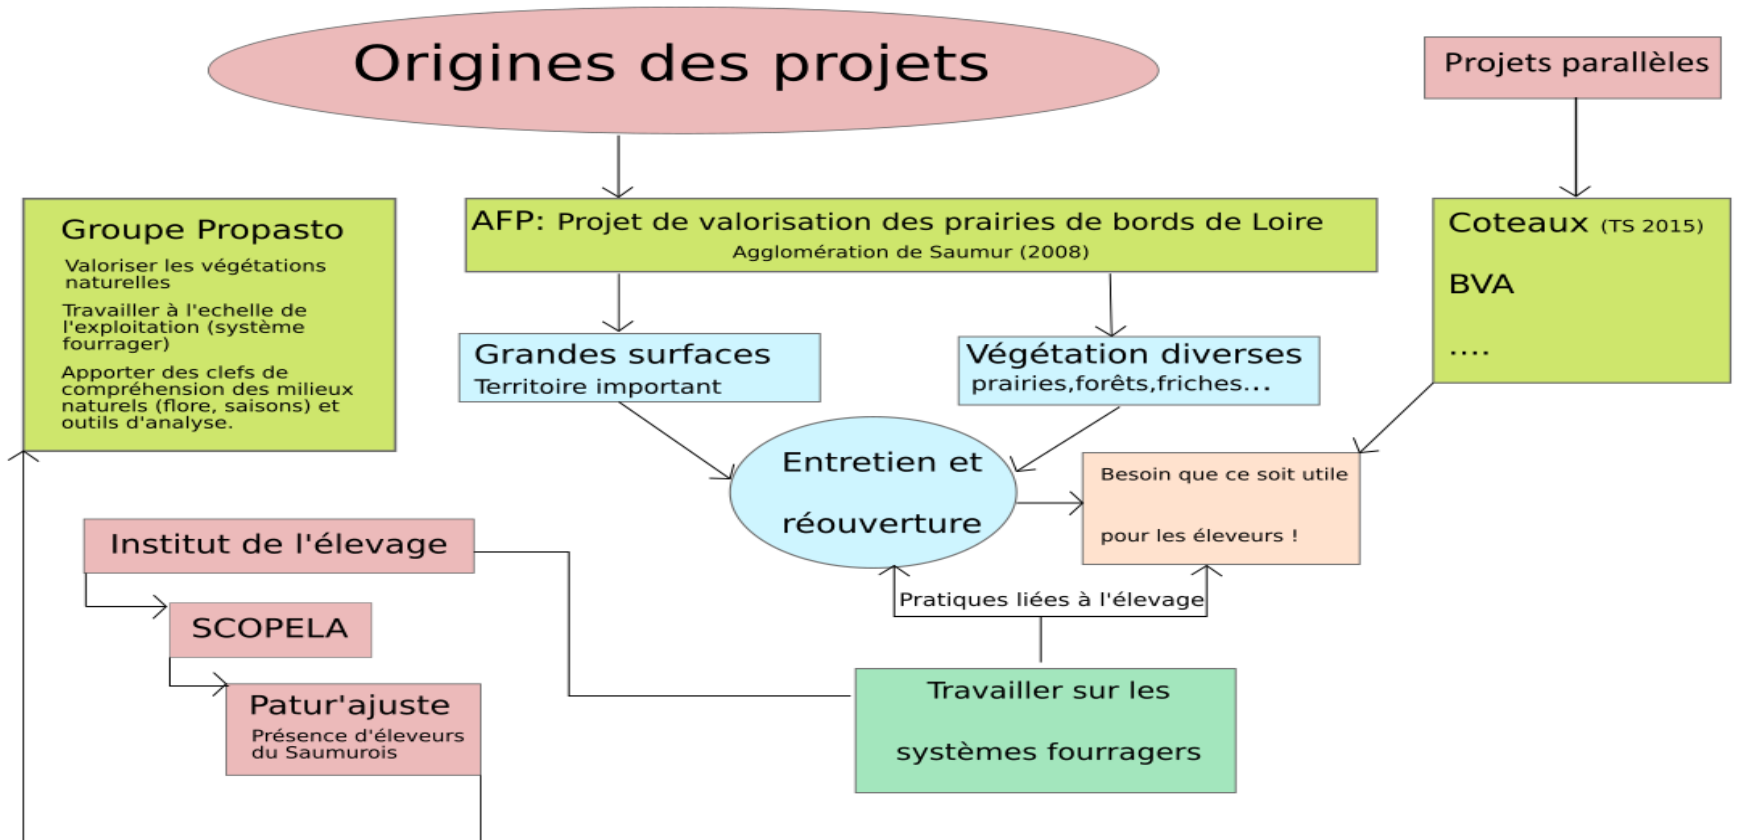 Origines des projets
Projets parallèles
Groupe Propasto
Valoriser les végétations
naturelles
Travailler à l'echelle de
l'exploitation (système
fourrager)
Apporter des clefs de
compréhension des milieux
naturels (flore, saisons) et
outils d'analyse.
AFP: Projet de valorisation des prairies de bords de Loire
Agglomération de Saumur (2008)
Coteaux (TS 2015)
BVA
....
Grandes surfaces
Territoire important
Végétation diverses
prairies,forêts,friches...
Entretien et
réouverture
Besoin que ce soit utile
pour les éleveurs !
Pratiques liées à l'élevage
Institut de l'élevage
SCOPELA
Patur'ajuste
Présence d'éleveurs
du Saumurois
Travailler sur les
systèmes fourragers